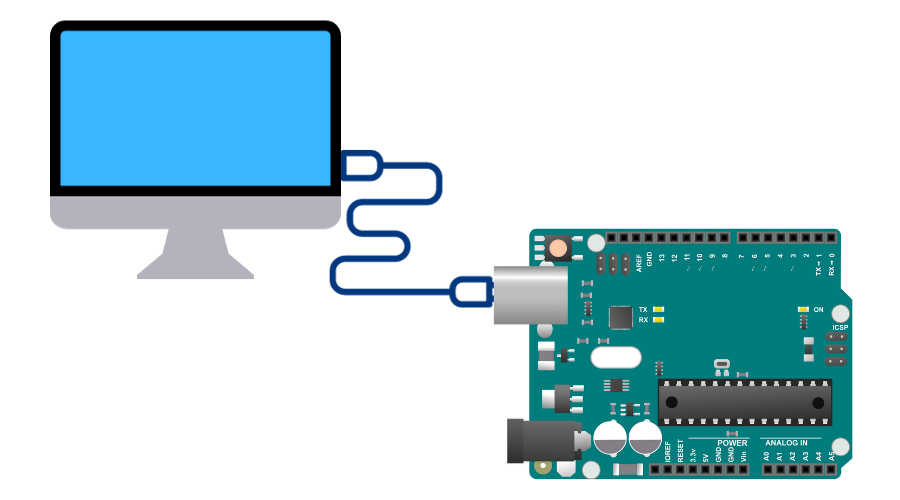 AREF
GND
13
12
~11
~10
~9
8
7
~6
~5
4
~3
2
TX→ 1
RX← 0
TX
RX
ON
ICSP
POWER
ANALOG IN
IOREF
RESET
3.3v
5V
GND
GND
Vin
A0
A1
A2
A3
A4
A5